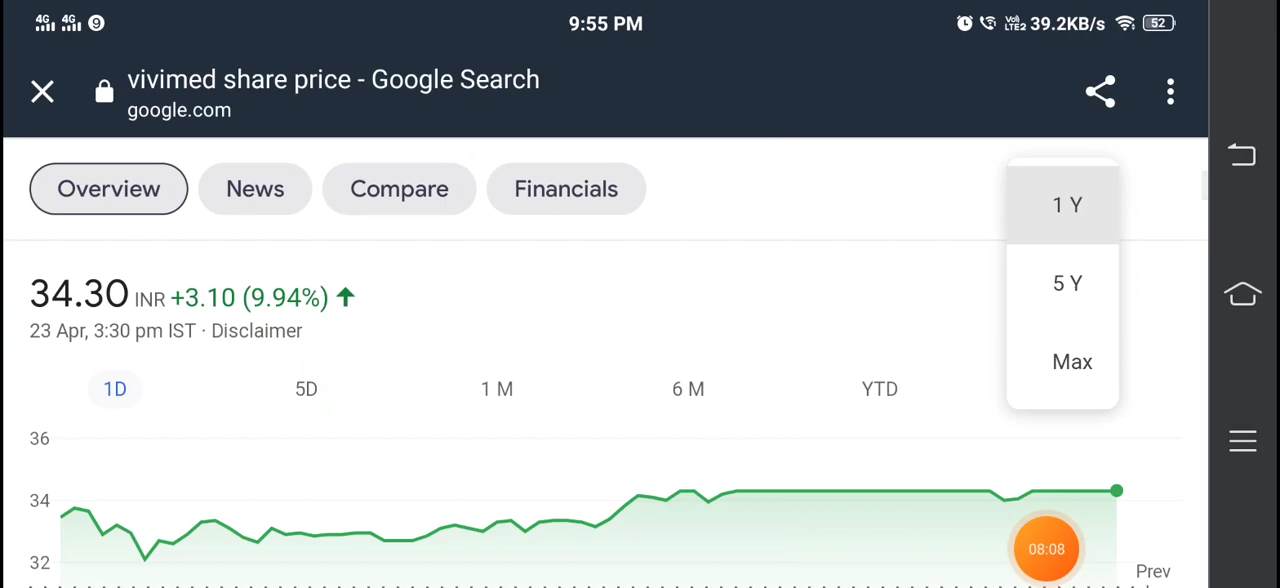 4G 4G 9 9:55 PM VoI LTE2 39.2KB/s 52
vivimed share price - Google Search
google.com
Overview News Compare Financials
1 Y
5 Y
Max
34.30 INR +3.10 (9.94%)
23 Apr, 3:30 pm IST · Disclaimer
1D 5D 1 M 6 M YTD
36
34
32
08:08
Prev